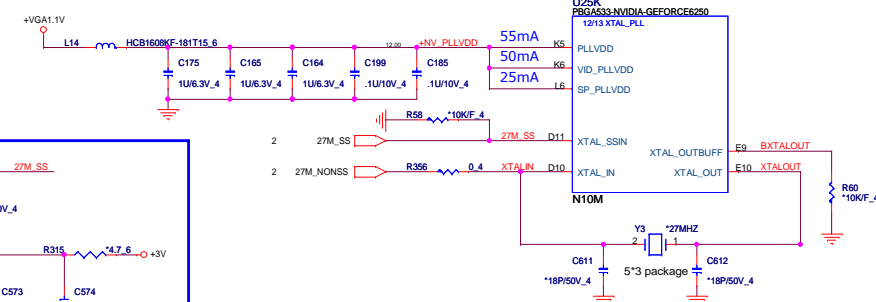 U25K
PBGA533-NVIDIA-GEFORCE6250
+VGA1.1V
12/13 XTAL_PLL
L14 HCB1608KF-181T15_6 12,00 +NV_PLLVDD 55mA K5 PLLVDD
50mA K6 VID_PLLVDD
25mA L6 SP_PLLVDD
C175 C165 C164 C199 C185
1U/6.3V_4 1U/6.3V_4 1U/6.3V_4 .1U/10V_4 .1U/10V_4
R58 *10K/F_4
2 27M_SS 27M_SS D11 XTAL_SSIN
XTAL_OUTBUFF E9 BXTALOUT
2 27M_NONSS R356 0_4 XTALIN D10 XTAL_IN XTAL_OUT E10 XTALOUT
27M_SS
N10M
R60
*10K/F_4
0V_4
Y3 *27MHZ
2 1
R315 *4.7_6 +3V
C611 5*3 package C612
*18P/50V_4 *18P/50V_4
C573 C574